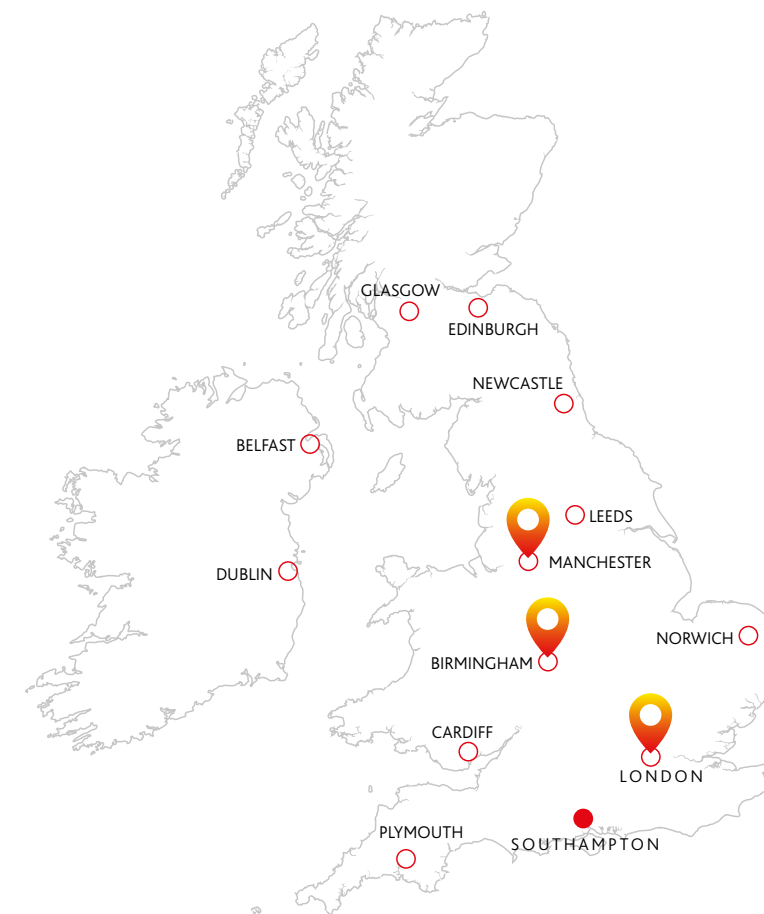 GLASGOW
EDINBURGH
NEWCASTLE
BELFAST
LEEDS
MANCHESTER
DUBLIN
NORWICH
BIRMINGHAM
CARDIFF
LONDON
PLYMOUTH
SOUTHAMPTON